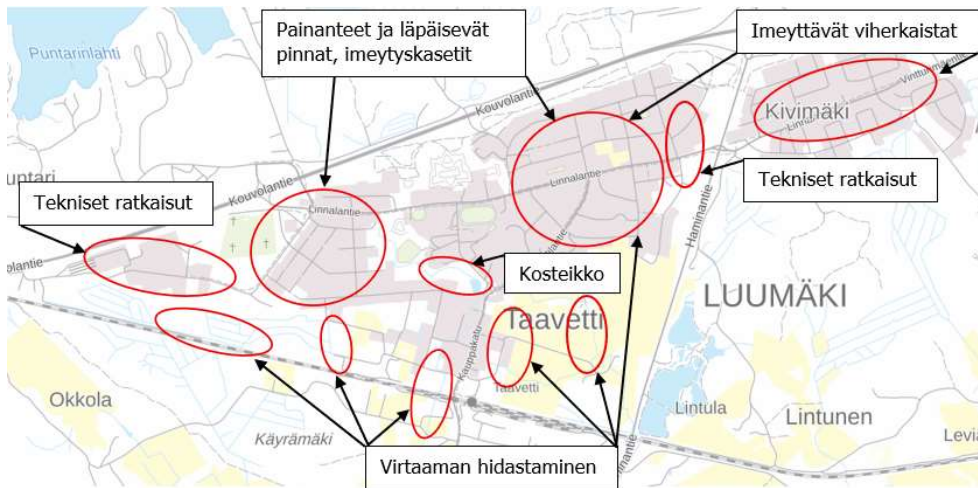 Painanteet ja läpäisevät
pinnat, imeytyskasetit
Imeyttävät viherkaistat
Puntarinlahti
Kouvolantie
Kivimäki
Linnalantie
Haminantie
Tekniset ratkaisut
Kouvolantie
Linnalantie
Tekniset ratkaisut
Kosteikko
LUUMÄKI
Taavetti
Kauppakatu
Taavetti
Okkola
Käyrämäki
Lintula
Lintunen
Virtaaman hidastaminen